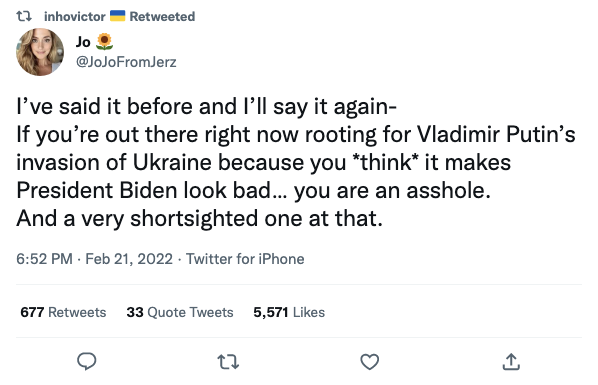 inhovictor 🇺🇦 Retweeted
Jo 🌻
@JoJoFromJerz
I’ve said it before and I’ll say it again-
If you’re out there right now rooting for Vladimir Putin’s
invasion of Ukraine because you *think* it makes
President Biden look bad... you are an asshole.
And a very shortsighted one at that.
6:52 PM · Feb 21, 2022 · Twitter for iPhone
677 Retweets 33 Quote Tweets 5,571 Likes